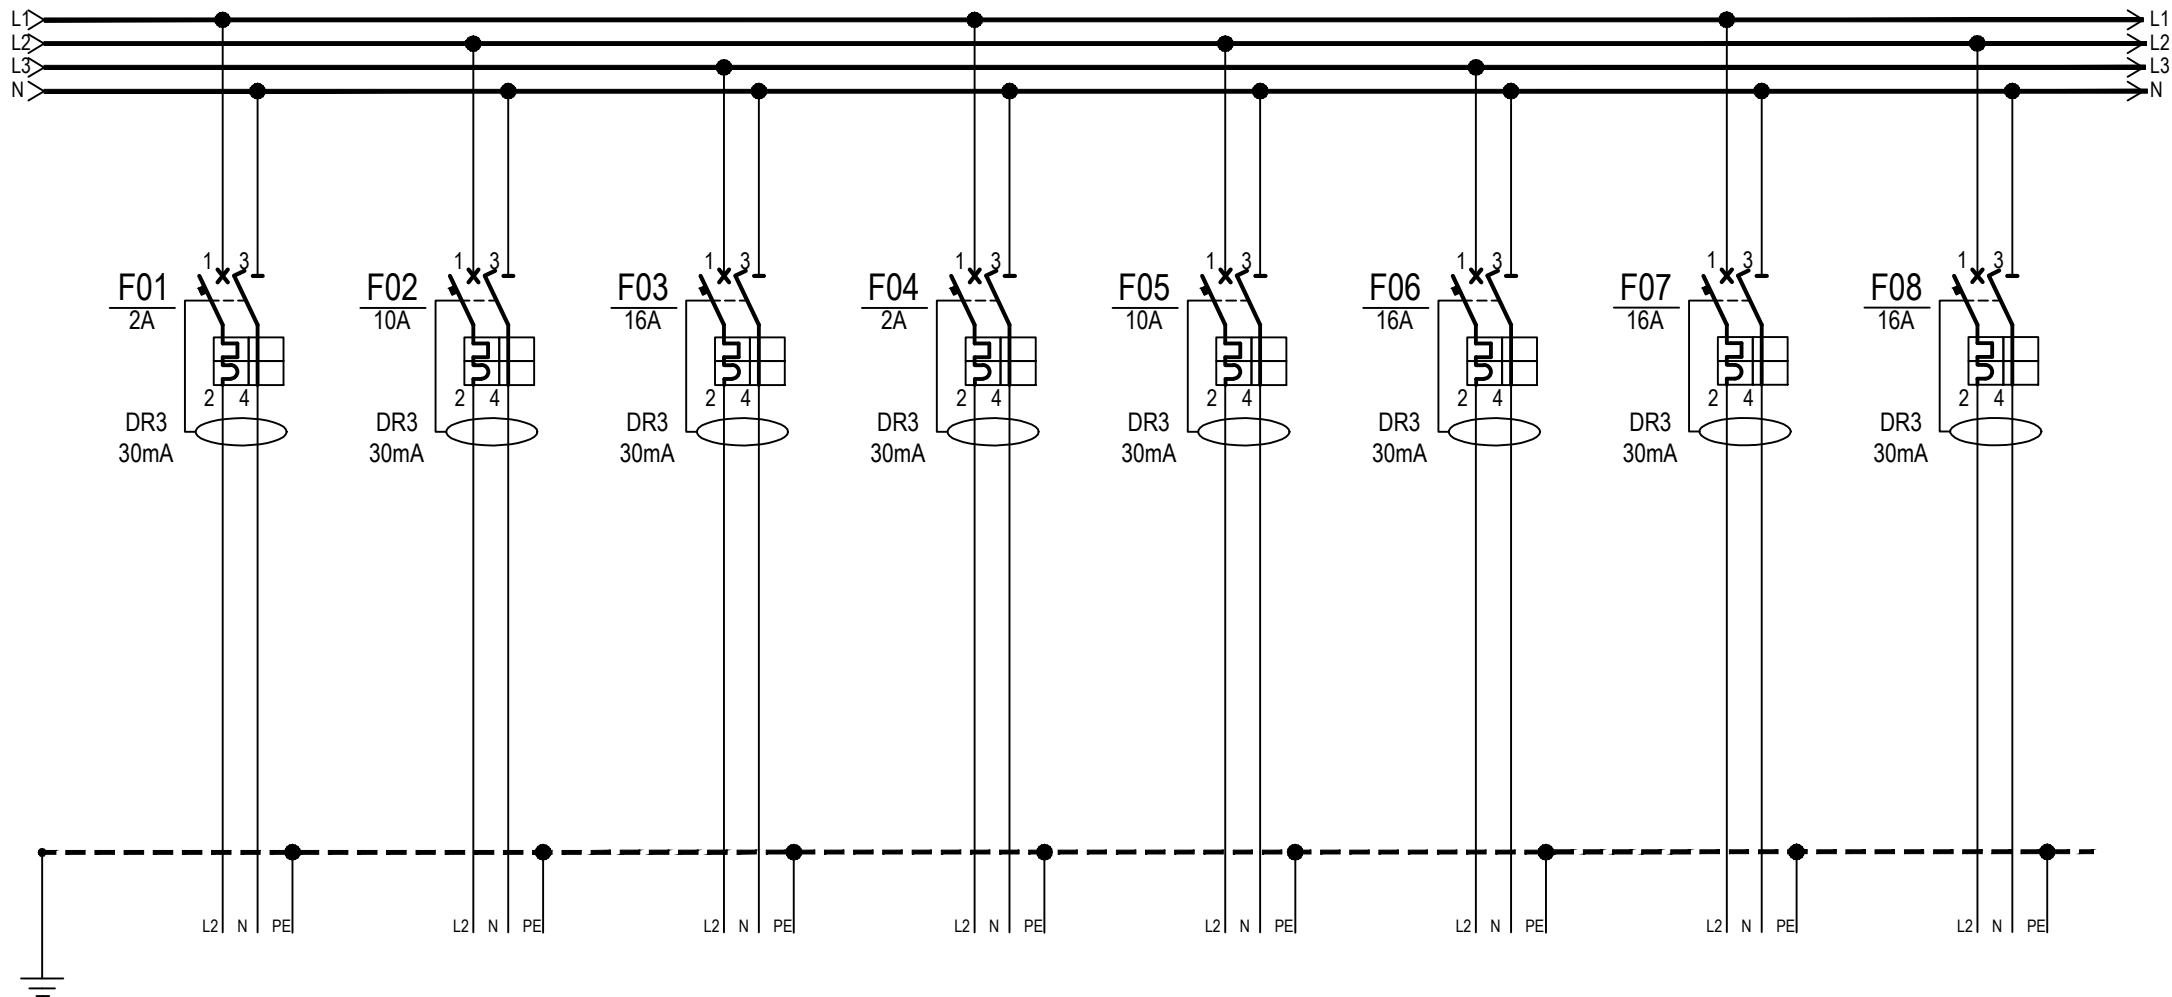 L1 L1
L2 L2
L3 L3
N N
1 3 1 3 1 3 1 3 1 3 1 3 1 3 1 3
F01 F02 F03 F04 F05 F06 F07 F08
2A 10A 16A 2A 10A 16A 16A 16A
2 4 2 4 2 4 2 4 2 4 2 4 2 4 2 4
DR3 DR3 DR3 DR3 DR3 DR3 DR3 DR3
30mA 30mA 30mA 30mA 30mA 30mA 30mA 30mA
L2 N PE L2 N PE L2 N PE L2 N PE L2 N PE L2 N PE L2 N PE L2 N PE